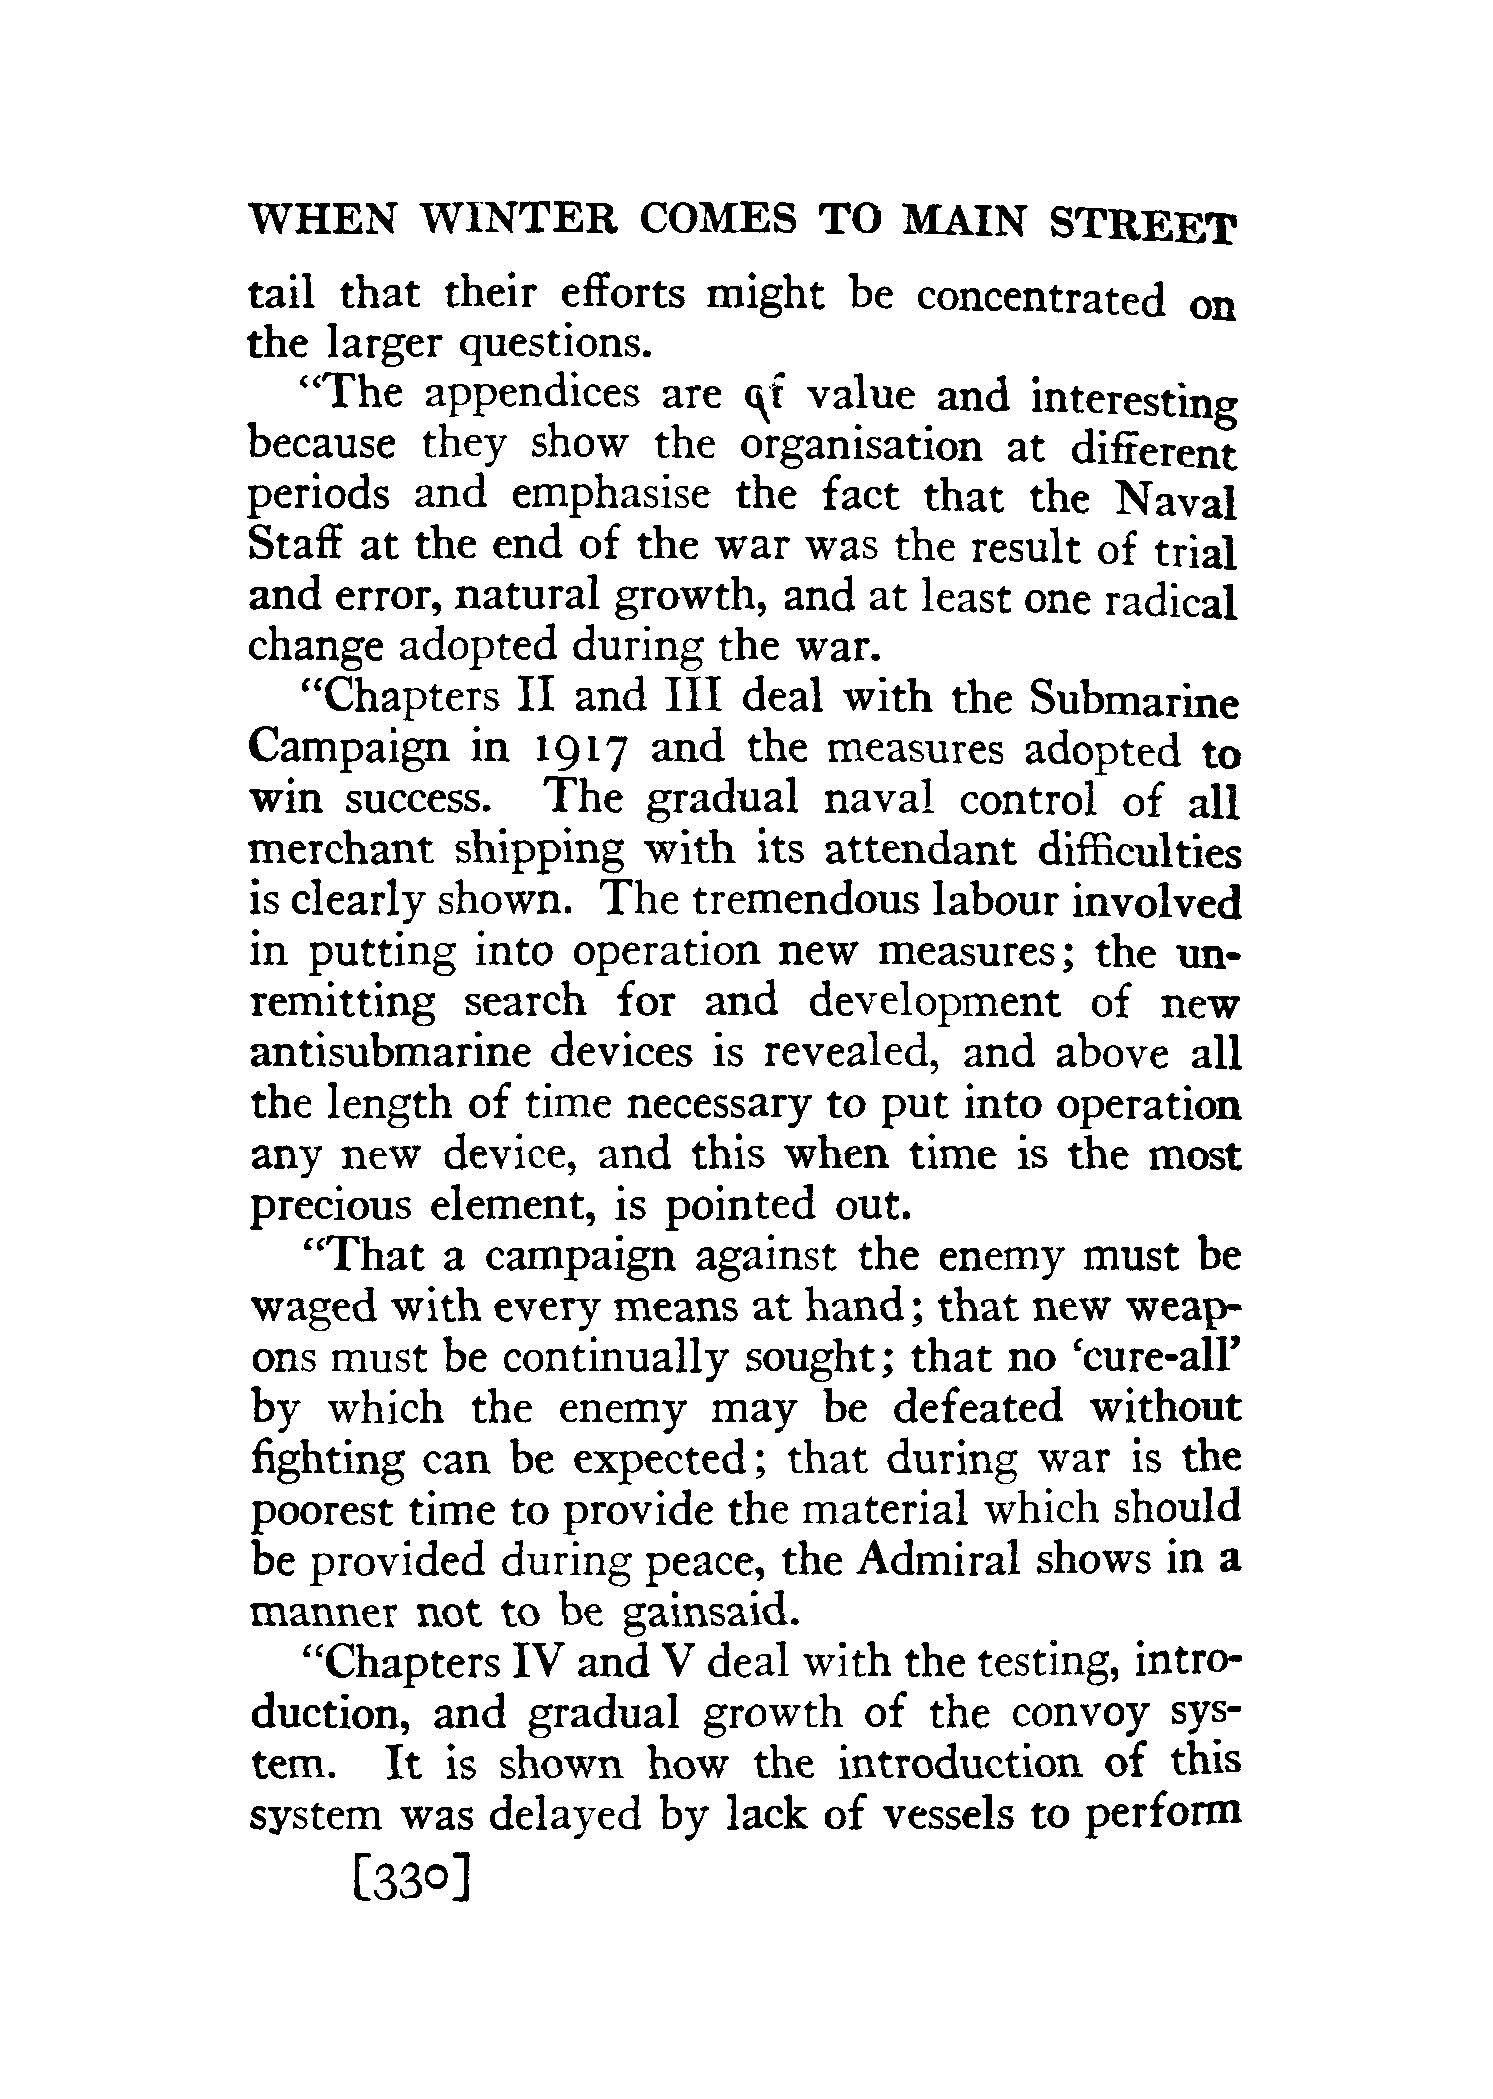 WHEN WINTER COMES TO MAIN STREET
tail that their efforts might be concentrated on
the larger questions.
“The appendices are of value and interesting
because they show the organisation at different
periods and emphasise the fact that the Naval
Staff at the end of the war was the result of trial
and error, natural growth, and at least one radical
change adopted during the war.
“Chapters II and III deal with the Submarine
Campaign in 1917 and the measures adopted to
win success. The gradual naval control of all
merchant shipping with its attendant difficulties
is clearly shown. The tremendous labour involved
in putting into operation new measures; the un-
remitting search for and development of new
antisubmarine devices is revealed, and above all
the length of time necessary to put into operation
any new device, and this when time is the most
precious element, is pointed out.
“That a campaign against the enemy must be
waged with every means at hand; that new weap-
ons must be continually sought; that no ‘cure-all’
by which the enemy may be defeated without
fighting can be expected; that during war is the
poorest time to provide the material which should
be provided during peace, the Admiral shows in a
manner not to be gainsaid.
“Chapters IV and V deal with the testing, intro-
duction, and gradual growth of the convoy sys-
tem. It is shown how the introduction of this
system was delayed by lack of vessels to perform
[330]